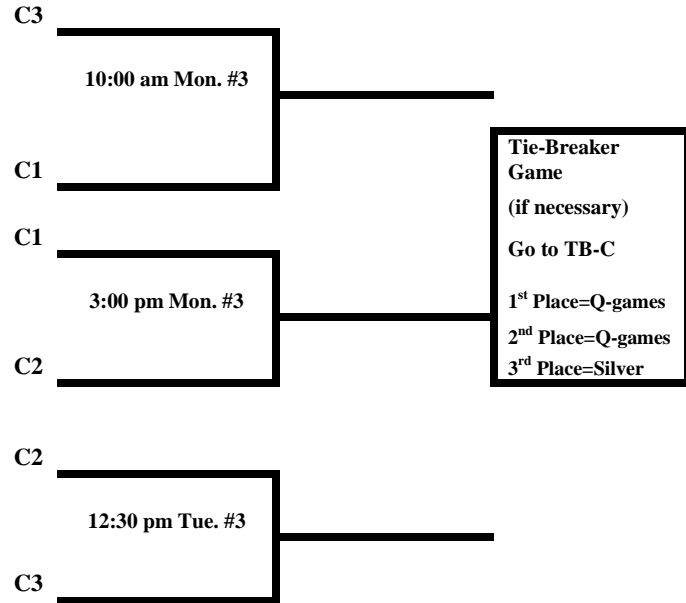 C3
10:00 am Mon. #3
C1
C1
3:00 pm Mon. #3
C2
C2
12:30 pm Tue. #3
C3
Tie-Breaker
Game
(if necessary)
Go to TB-C
1st Place=Q-games
2nd Place=Q-games
3rd Place=Silver